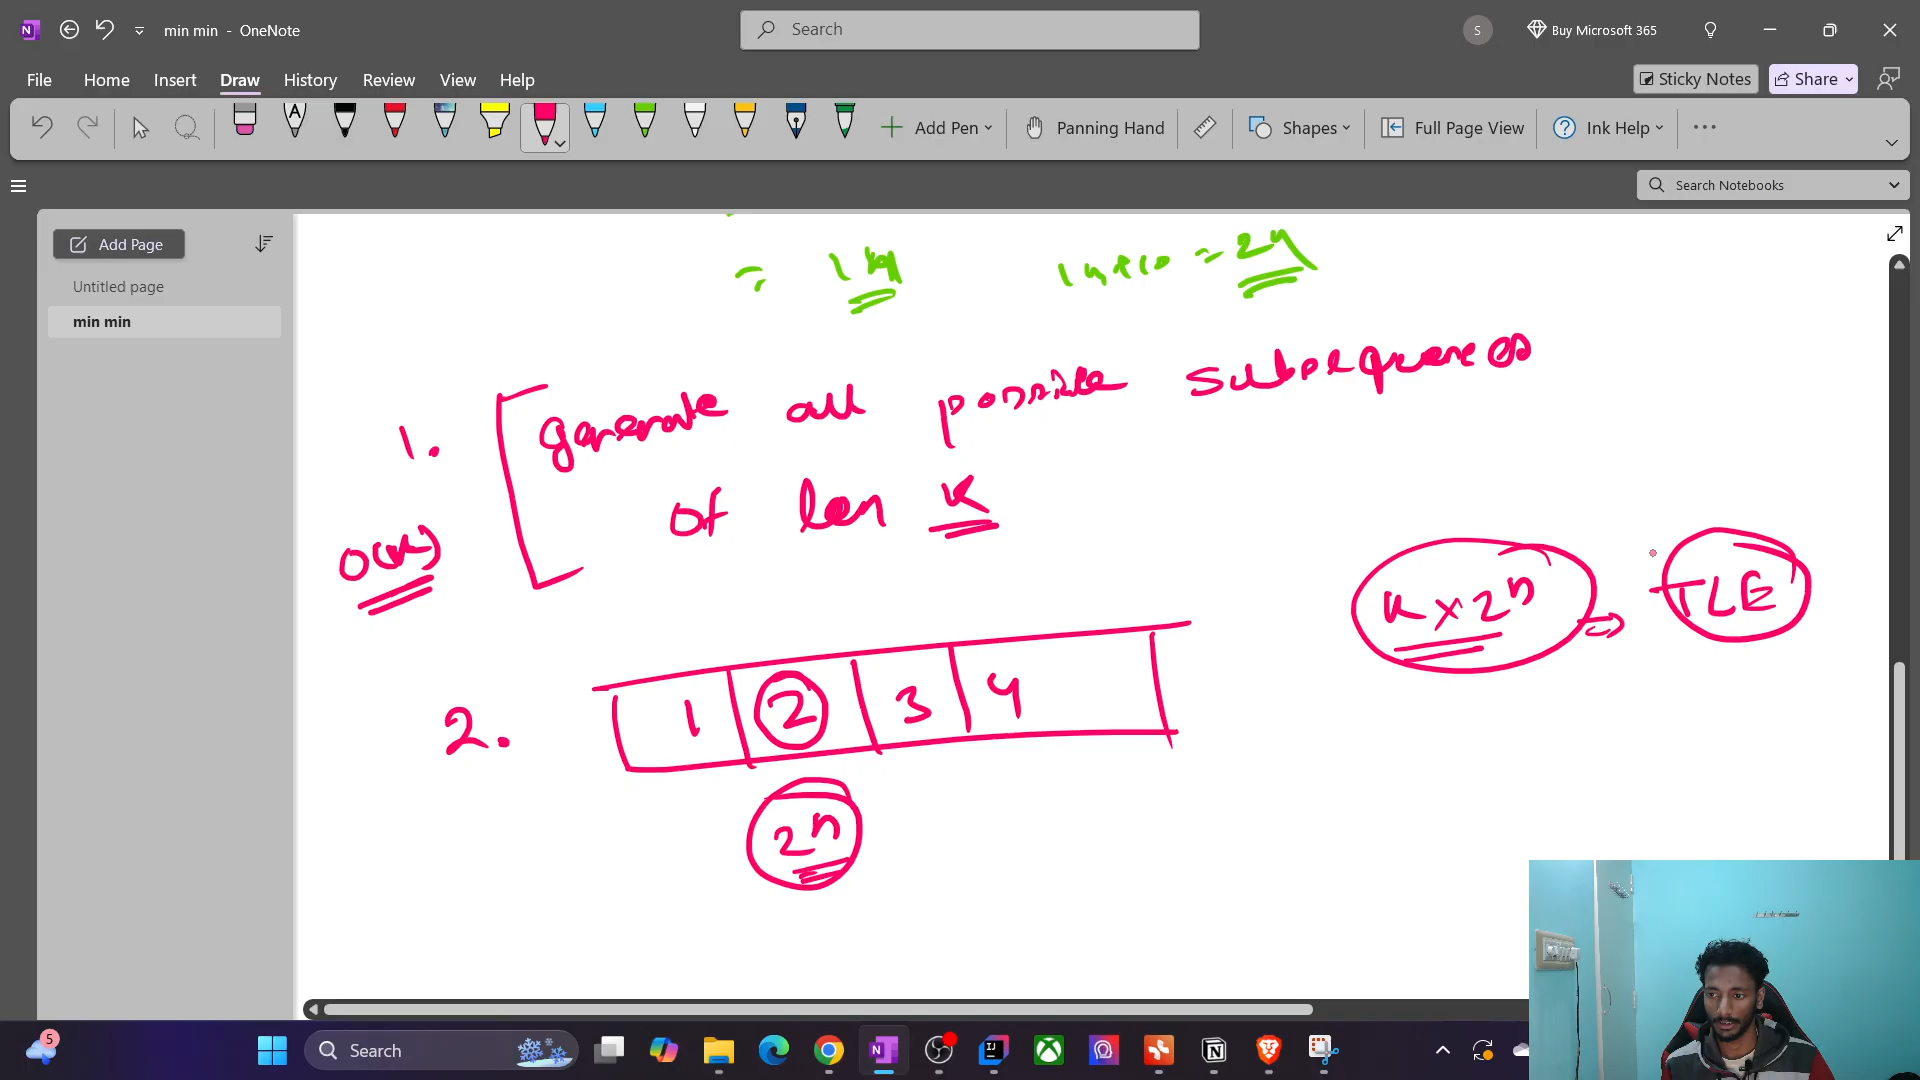 min min - OneNote
Search
S
Buy Microsoft 365
File Home Insert Draw History Review View Help
Sticky Notes
Share
Add Pen
Panning Hand
Shapes
Full Page View
Ink Help
Search Notebooks
Add Page
Untitled page
min min
1. generate all possible subsequences
of len K
O(K)
K × 2^n → TLE
2. 1 2 3 4
2^n
5
Search